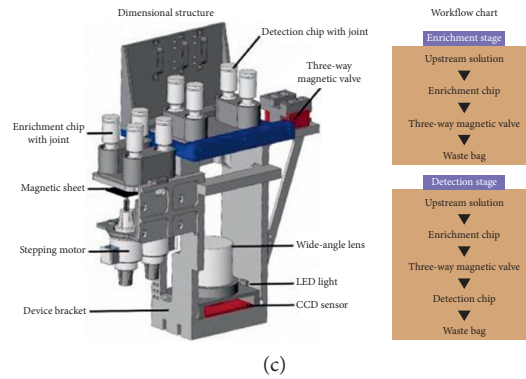 Dimensional structure
Detection chip with joint
Three-way
magnetic valve
Enrichment chip
with joint
Magnetic sheet
Stepping motor
Wide-angle lens
LED light
Device bracket
CCD sensor
Workflow chart
Enrichment stage
Upstream solution
Enrichment chip
Three-way magnetic valve
Waste bag
Detection stage
Upstream solution
Enrichment chip
Three-way magnetic valve
Detection chip
Waste bag
(c)